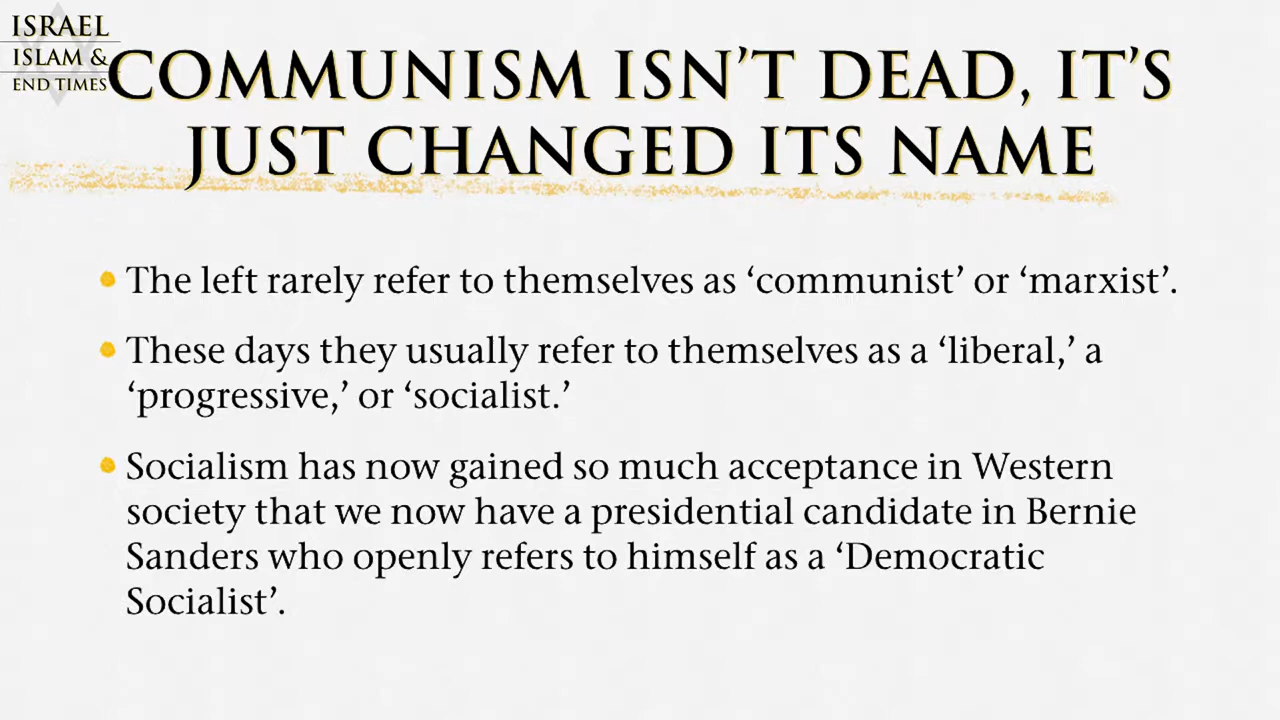 ISRAEL
ISLAM &
END TIMES
COMMUNISM ISN’T DEAD, IT’S
JUST CHANGED ITS NAME
• The left rarely refer to themselves as ‘communist’ or ‘marxist’.
• These days they usually refer to themselves as a ‘liberal,’ a
‘progressive,’ or ‘socialist.’
• Socialism has now gained so much acceptance in Western
society that we now have a presidential candidate in Bernie
Sanders who openly refers to himself as a ‘Democratic
Socialist’.